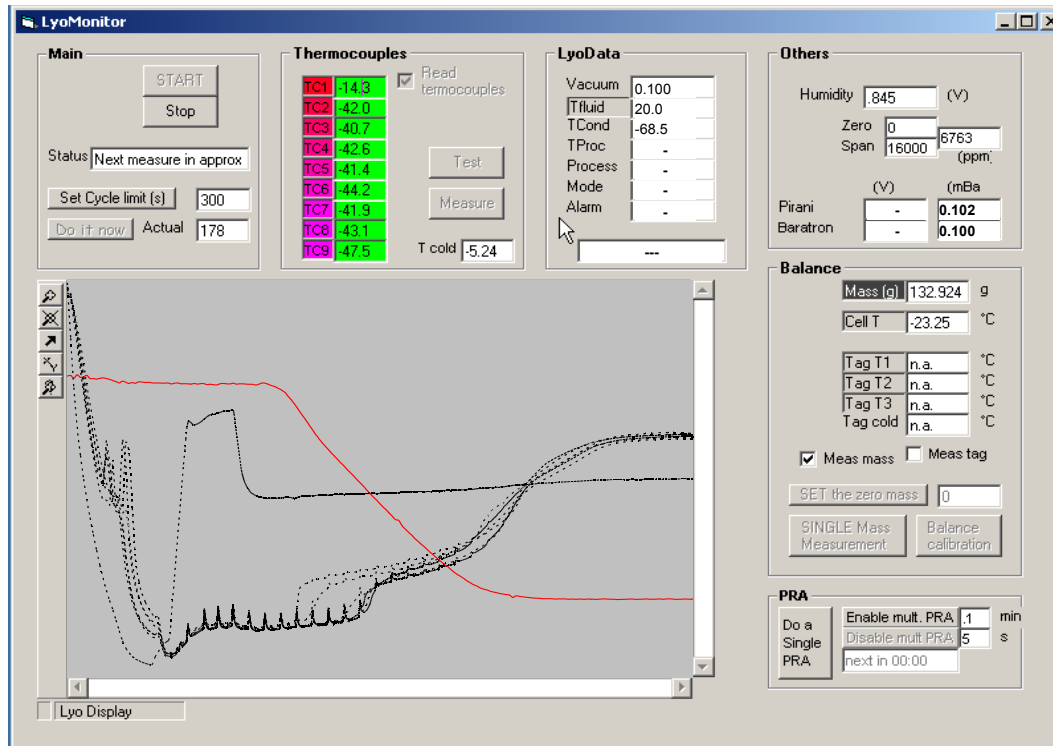 LyoMonitor
Main
START
Stop
Status Next measure in approx
Set Cycle limit (s) 300
Do it now Actual 178
Thermocouples
TC1 -14.3
TC2 -42.0
TC3 -40.7
TC4 -42.6
TC5 -41.4
TC6 -44.2
TC7 -41.9
TC8 -43.1
TC9 -47.5
Read
termocouples
Test
Measure
T cold -5.24
LyoData
Vacuum 0.100
Tfluid 20.0
TCond -68.5
TProc -
Process -
Mode -
Alarm -
---
Others
Humidity .845 (V)
Zero 0
Span 16000 6763
(ppm)
(V) (mBa
Pirani - 0.102
Baratron - 0.100
Balance
Mass (g) 132.924 g
Cell T -23.25 °C
Tag T1 n.a. °C
Tag T2 n.a. °C
Tag T3 n.a. °C
Tag cold n.a. °C
Meas mass Meas tag
SET the zero mass 0
SINGLE Mass
Measurement
Balance
calibration
PRA
Do a
Single
PRA
Enable mult. PRA .1 min
Disable mult PRA 5 s
next in 00:00
X Y
Lyo Display